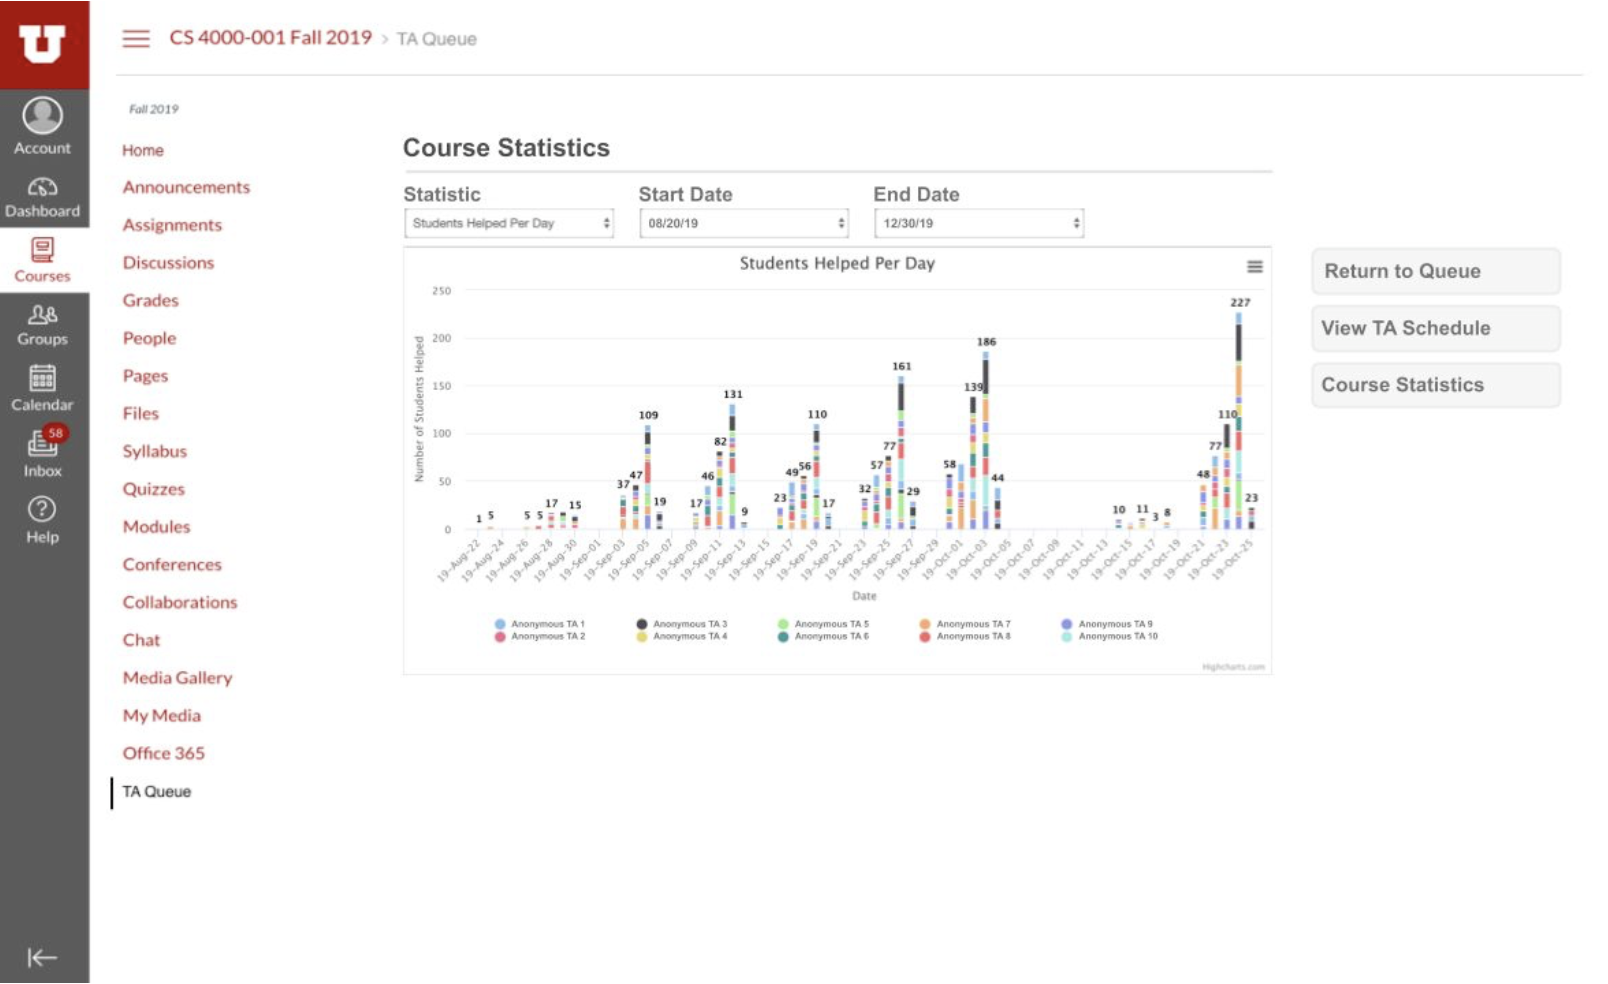 U
CS 4000-001 Fall 2019 > TA Queue
Account
Dashboard
Courses
Groups
Calendar
58
Inbox
Help
Fall 2019
Home
Announcements
Assignments
Discussions
Grades
People
Pages
Files
Syllabus
Quizzes
Modules
Conferences
Collaborations
Chat
Media Gallery
My Media
Office 365
TA Queue
Course Statistics
Statistic Start Date End Date
Students Helped Per Day 08/20/19 12/30/19
Students Helped Per Day
Number of Students Helped
250
200
150
100
50
0
1 5 5 5 17 15 37 47 109 19 17 46 82 131 9 23 49 56 110 17 32 57 77 161 29 58 139 186 44 10 11 3 8 48 77 110 227 23
19-Aug-22 19-Aug-24 19-Aug-26 19-Aug-28 19-Aug-30 19-Sep-01 19-Sep-03 19-Sep-05 19-Sep-07 19-Sep-09 19-Sep-11 19-Sep-13 19-Sep-15 19-Sep-17 19-Sep-19 19-Sep-21 19-Sep-23 19-Sep-25 19-Sep-27 19-Sep-29 19-Oct-01 19-Oct-03 19-Oct-05 19-Oct-07 19-Oct-09 19-Oct-11 19-Oct-13 19-Oct-15 19-Oct-17 19-Oct-19 19-Oct-21 19-Oct-23 19-Oct-25
Date
Anonymous TA 1 Anonymous TA 3 Anonymous TA 5 Anonymous TA 7 Anonymous TA 9
Anonymous TA 2 Anonymous TA 4 Anonymous TA 6 Anonymous TA 8 Anonymous TA 10
Highcharts.com
Return to Queue
View TA Schedule
Course Statistics